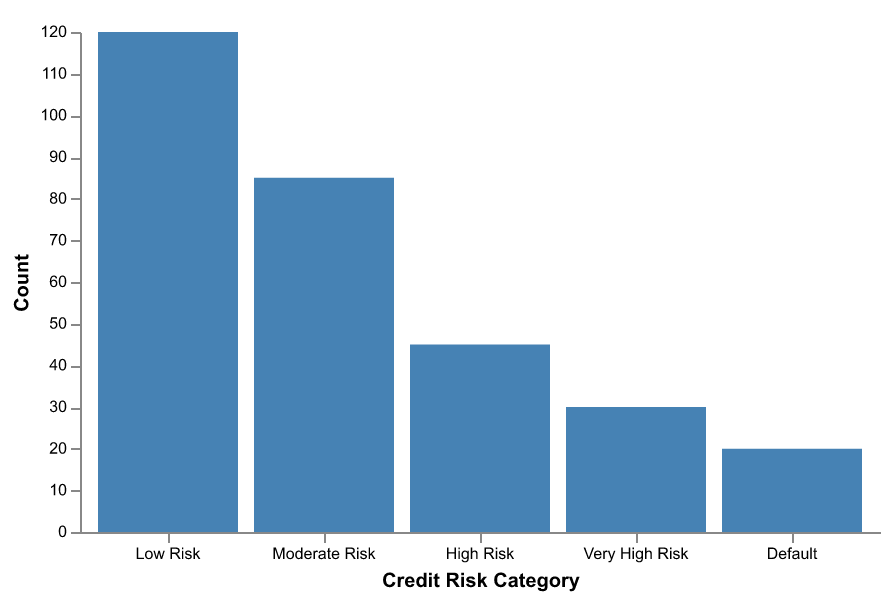 120
110
100
90
80
70
60
50
40
30
20
10
0
Count
Low Risk
Moderate Risk
High Risk
Very High Risk
Default
Credit Risk Category